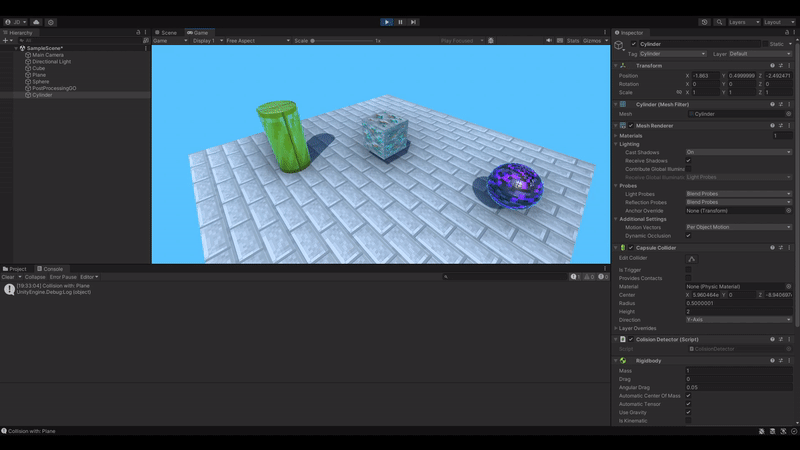 JD
Layers
Layout
Hierarchy
All
SampleScene*
Main Camera
Directional Light
Cube
Plane
Sphere
PostProcessingGO
Cylinder
Scene
Game
Game
Display 1
Free Aspect
Scale
1x
Play Focused
Stats
Gizmos
Project
Console
Clear
Collapse
Error Pause
Editor
1
0
0
[19:33:04] Collision with: Plane
UnityEngine.Debug:Log (object)
Inspector
Cylinder
Static
Tag Cylinder
Layer Default
Transform
Position X -1.863 Y 0.4999999 Z -2.492471
Rotation X 0 Y 0 Z 0
Scale X 1 Y 1 Z 1
Cylinder (Mesh Filter)
Mesh Cylinder
Mesh Renderer
Materials 1
Lighting
Cast Shadows On
Receive Shadows
Contribute Global Illumin
Receive Global Illuminat Light Probes
Probes
Light Probes Blend Probes
Reflection Probes Blend Probes
Anchor Override None (Transform)
Additional Settings
Motion Vectors Per Object Motion
Dynamic Occlusion
Capsule Collider
Edit Collider
Is Trigger
Provides Contacts
Material None (Physic Material)
Center X 5.960464e Y 0 Z -8.940697e
Radius 0.5000001
Height 2
Direction Y-Axis
Layer Overrides
Collision Detector (Script)
Script CollisionDetector
Rigidbody
Mass 1
Drag 0
Angular Drag 0.05
Automatic Center Of Mass
Automatic Tensor
Use Gravity
Is Kinematic
Collision with: Plane